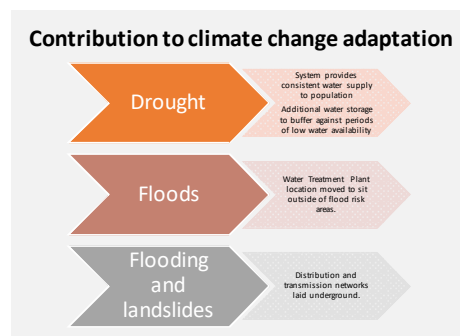 Contribution to climate change adaptation
Drought
System provides
consistent water supply
to population
Additional water storage
to buffer against periods
of low water availability
Floods
Water Treatment Plant
location moved to sit
outside of flood risk
areas.
Flooding
and
landslides
Distribution and
transmission networks
laid underground.